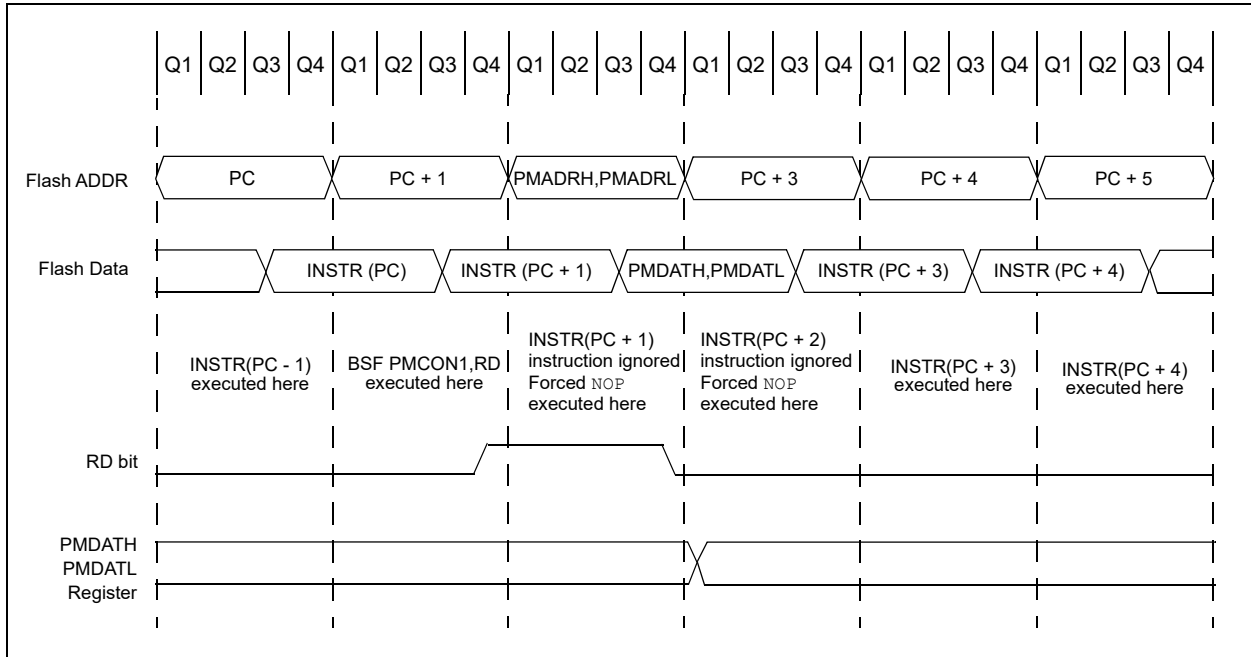 Q1 Q2 Q3 Q4 Q1 Q2 Q3 Q4 Q1 Q2 Q3 Q4 Q1 Q2 Q3 Q4 Q1 Q2 Q3 Q4 Q1 Q2 Q3 Q4
Flash ADDR PC PC + 1 PMADRH,PMADRL PC + 3 PC + 4 PC + 5
Flash Data INSTR (PC) INSTR (PC + 1) PMDATH,PMDATL INSTR (PC + 3) INSTR (PC + 4)
INSTR(PC - 1)
executed here
BSF PMCON1,RD
executed here
INSTR(PC + 1)
instruction ignored
Forced NOP
executed here
INSTR(PC + 2)
instruction ignored
Forced NOP
executed here
INSTR(PC + 3)
executed here
INSTR(PC + 4)
executed here
RD bit
PMDATH
PMDATL
Register